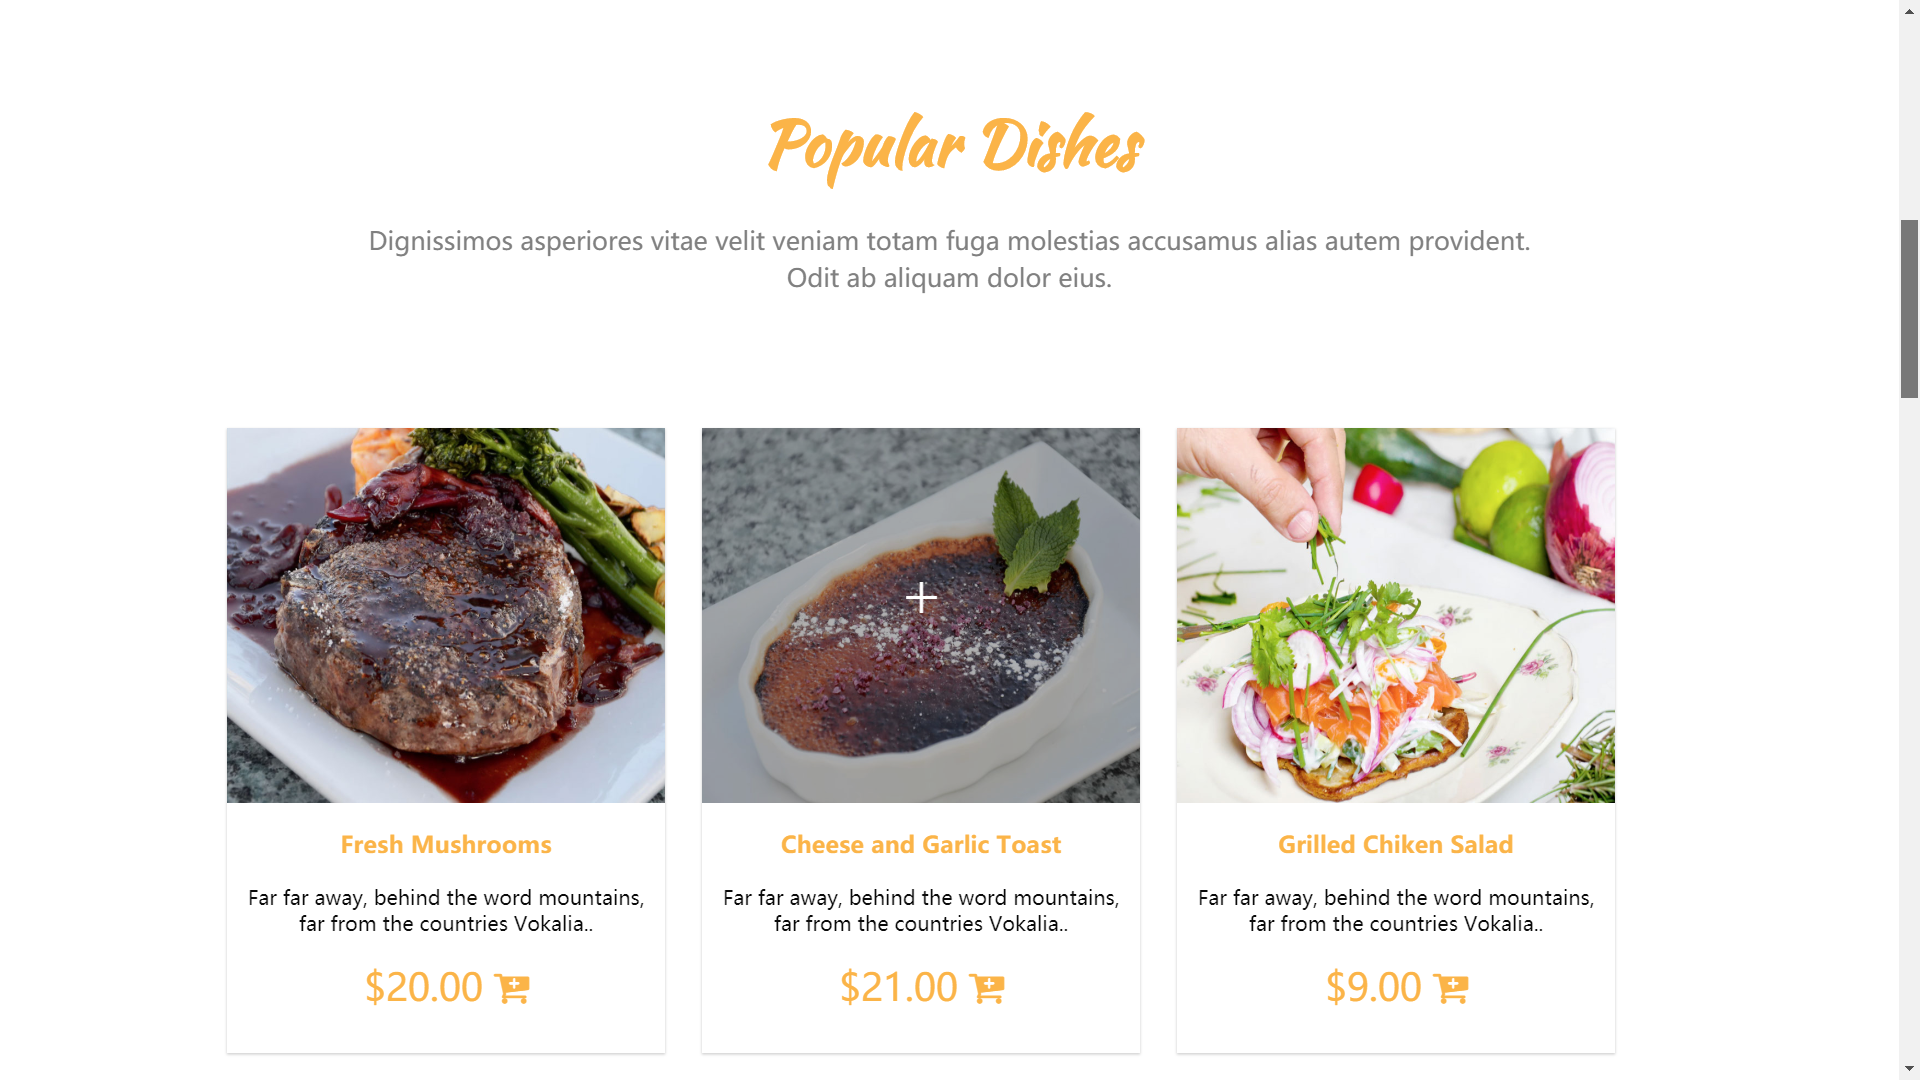 Popular Dishes
Dignissimos asperiores vitae velit veniam totam fuga molestias accusamus alias autem provident.
Odit ab aliquam dolor eius.
Fresh Mushrooms
Far far away, behind the word mountains,
far from the countries Vokalia..
$20.00
Cheese and Garlic Toast
Far far away, behind the word mountains,
far from the countries Vokalia..
$21.00
Grilled Chiken Salad
Far far away, behind the word mountains,
far from the countries Vokalia..
$9.00